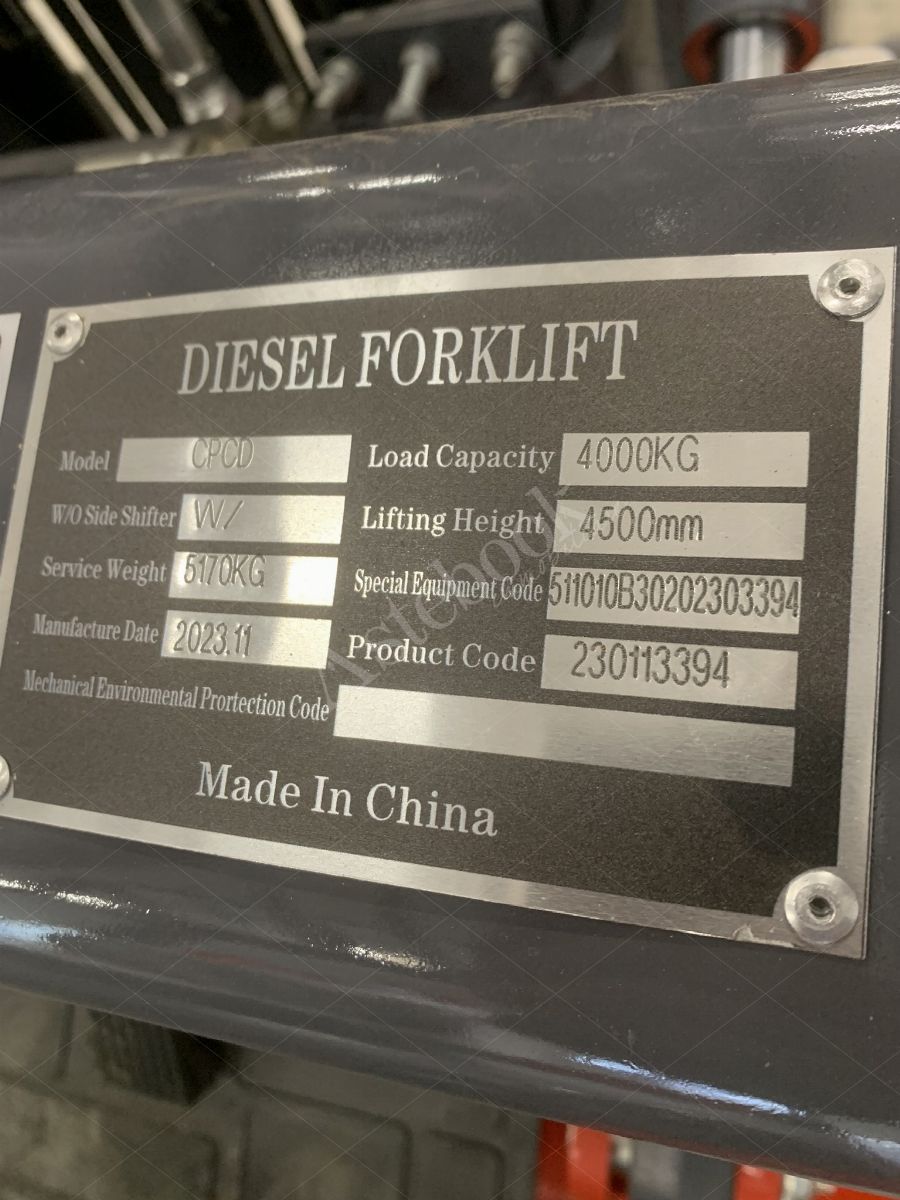 DIESEL FORKLIFT
Model CPCD Load Capacity 4000KG
W/O Side Shifter W/ Lifting Height 4500mm
Service Weight 5170KG Special Equipment Code 511010B30202303394
Manufacture Date 2023.11 Product Code 230113394
Mechanical Environmental Prortection Code
Made In China
Astebook